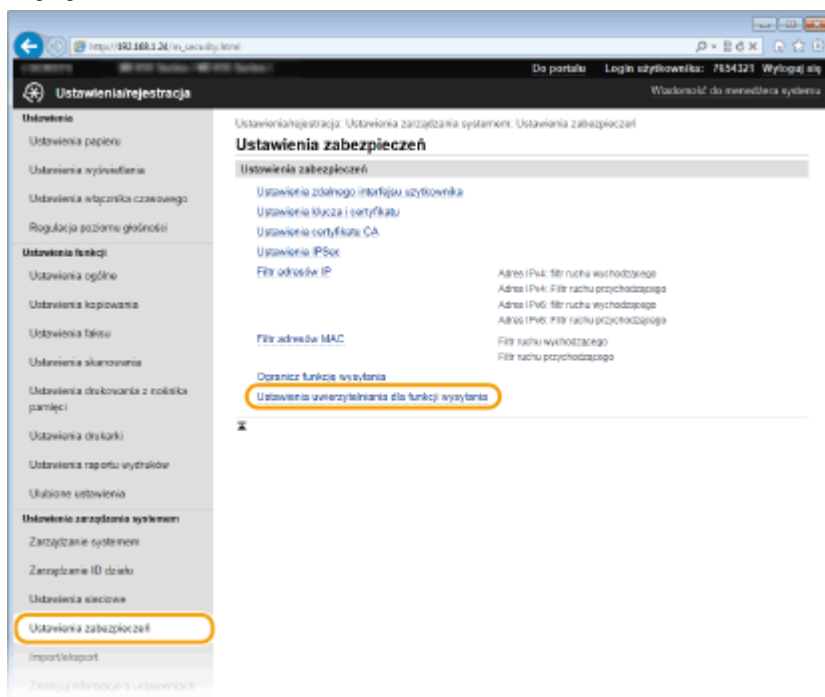 http://192.168.1.24/m_security.html
Do portalu Login użytkownika: 7654321 Wyloguj się
Ustawienia/rejestracja
Wiadomość do menedżera systemu
Ustawienia
Ustawienia papieru
Ustawienia wyświetlania
Ustawienia włącznika czasowego
Regulacja poziomu głośności
Ustawienia funkcji
Ustawienia ogólne
Ustawienia kopiowania
Ustawienia faksu
Ustawienia skanowania
Ustawienia drukowania z nośnika
pamięci
Ustawienia drukarki
Ustawienia raportu wydruków
Ulubione ustawienia
Ustawienia zarządzania systemem
Zarządzanie systemem
Zarządzanie ID działu
Ustawienia sieciowe
Ustawienia zabezpieczeń
Import/eksport
Zainicjuj informacje o ustawieniach
Ustawienia/rejestracja: Ustawienia zarządzania systemem: Ustawienia zabezpieczeń
Ustawienia zabezpieczeń
Ustawienia zabezpieczeń
Ustawienia zdalnego interfejsu użytkownika
Ustawienia klucza i certyfikatu
Ustawienia certyfikatu CA
Ustawienia IPSec
Filtr adresów IP
Adres IPv4: filtr ruchu wychodzącego
Adres IPv4: Filtr ruchu przychodzącego
Adres IPv6: filtr ruchu wychodzącego
Adres IPv6: Filtr ruchu przychodzącego
Filtr adresów MAC
Filtr ruchu wychodzącego
Filtr ruchu przychodzącego
Ogranicz funkcje wysyłania
Ustawienia uwierzytelniania dla funkcji wysyłania